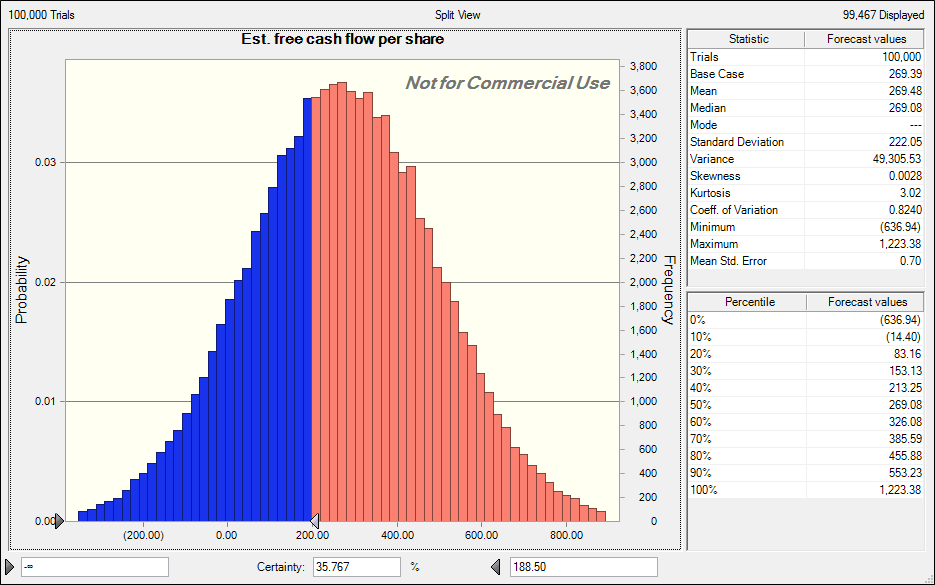 100,000 Trials Split View 99,467 Displayed
Est. free cash flow per share
Not for Commercial Use
Probability
0.03
0.02
0.01
0.00
3,800
3,600
3,400
3,200
3,000
2,800
2,600
2,400
2,200
2,000
1,800
1,600
1,400
1,200
1,000
800
600
400
200
0
Frequency
(200.00) 0.00 200.00 400.00 600.00 800.00
Statistic Forecast values
Trials 100,000
Base Case 269.39
Mean 269.48
Median 269.08
Mode ---
Standard Deviation 222.05
Variance 49,305.53
Skewness 0.0028
Kurtosis 3.02
Coeff. of Variation 0.8240
Minimum (636.94)
Maximum 1,223.38
Mean Std. Error 0.70
Percentile Forecast values
0% (636.94)
10% (14.40)
20% 83.16
30% 153.13
40% 213.25
50% 269.08
60% 326.08
70% 385.59
80% 455.88
90% 553.23
100% 1,223.38
-∞ Certainty: 35.767 % 188.50